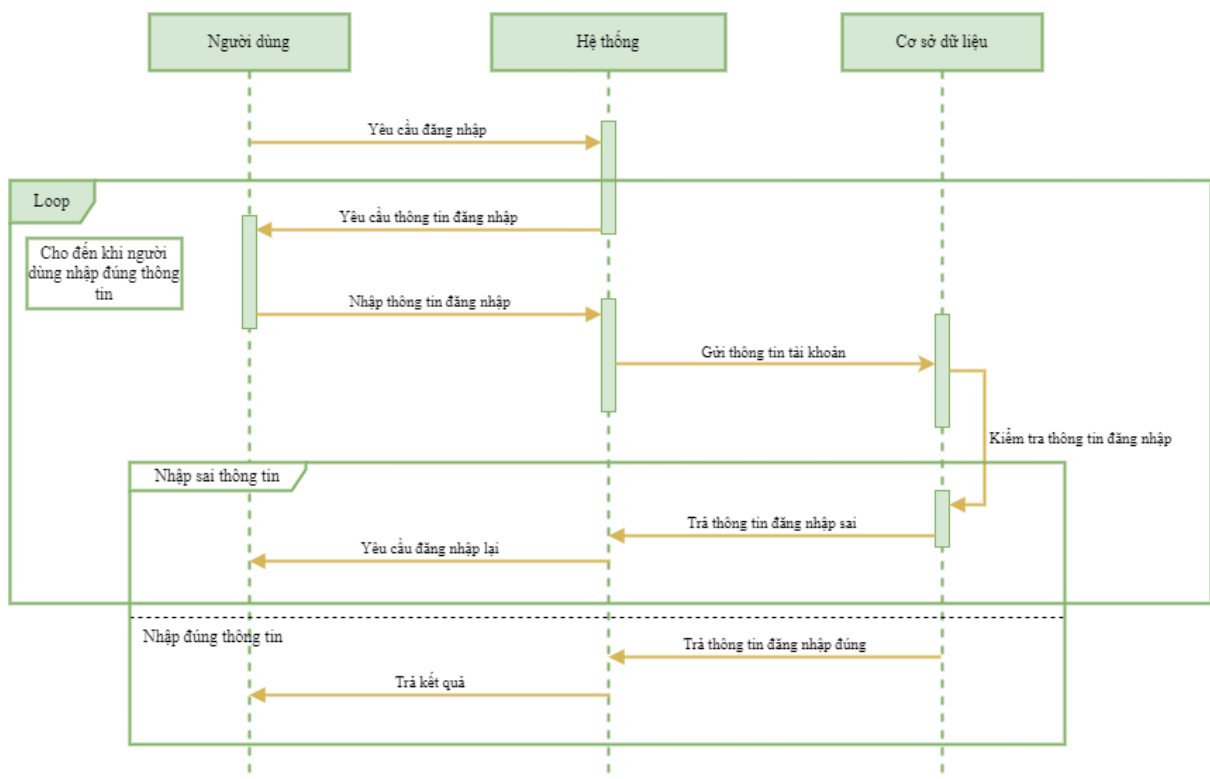 Người dùng
Hệ thống
Cơ sở dữ liệu
Yêu cầu đăng nhập
Loop
Yêu cầu thông tin đăng nhập
Cho đến khi người
dùng nhập đúng thông
tin
Nhập thông tin đăng nhập
Gửi thông tin tài khoản
Kiểm tra thông tin đăng nhập
Nhập sai thông tin
Trả thông tin đăng nhập sai
Yêu cầu đăng nhập lại
Nhập đúng thông tin
Trả thông tin đăng nhập đúng
Trả kết quả